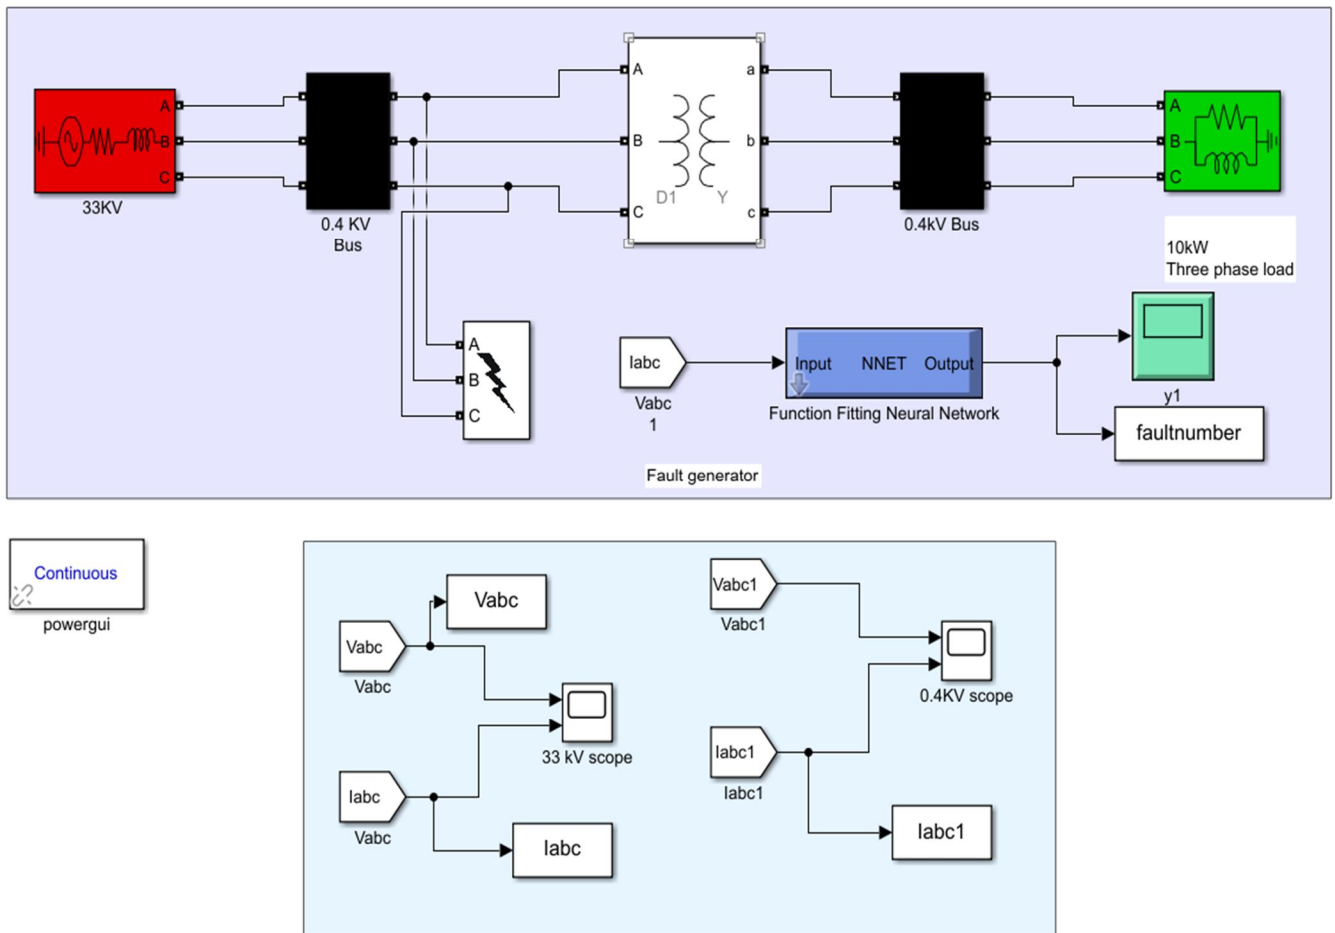 A
B
C
33KV
0.4 KV
Bus
A
B
C
D1
Y
a
b
c
0.4kV Bus
A
B
C
10kW
Three phase load
A
B
C
Iabc
Vabc
1
Input NNET Output
Function Fitting Neural Network
y1
faultnumber
Fault generator
Continuous
powergui
Vabc
Vabc
Vabc
33 kV scope
Iabc
Vabc
Iabc
Vabc1
Vabc1
0.4KV scope
Iabc1
Iabc1
Iabc1